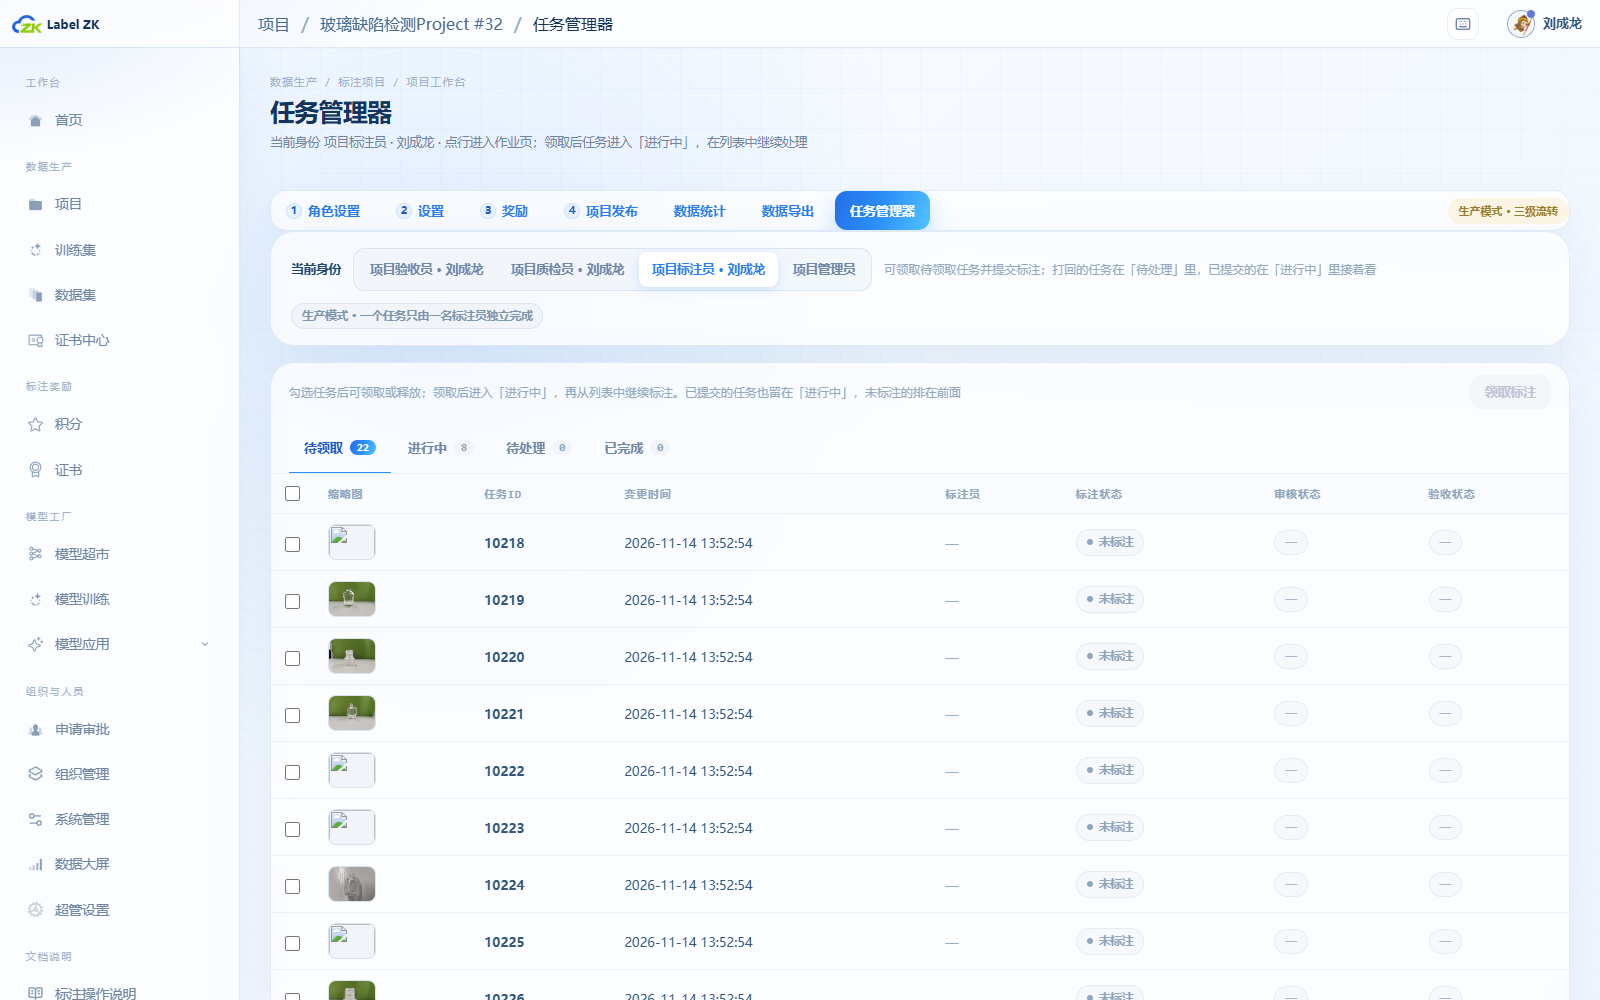 Label ZK
项目 / 玻璃缺陷检测Project #32 / 任务管理器
刘成龙
工作台
首页
数据生产
项目
训练集
数据集
证书中心
标注奖励
积分
证书
模型工厂
模型超市
模型训练
模型应用
组织与人员
申请审批
组织管理
系统管理
数据大屏
超管设置
文档说明
标注操作说明
数据生产 / 标注项目 / 项目工作台
任务管理器
当前身份 项目标注员 · 刘成龙 · 点行进入作业页；领取后任务进入「进行中」，在列表中继续处理
1 角色设置 2 设置 3 奖励 4 项目发布 数据统计 数据导出 任务管理器 生产模式 • 三级流转
当前身份 项目验收员 • 刘成龙 项目质检员 • 刘成龙 项目标注员 • 刘成龙 项目管理员 可领取待领取任务并提交标注；打回的任务在「待处理」里，已提交的在「进行中」里接着看
生产模式 • 一个任务只由一名标注员独立完成
勾选任务后可领取或释放；领取后进入「进行中」，再从列表中继续标注。已提交的任务也留在「进行中」，未标注的排在前面 领取标注
待领取 22 进行中 8 待处理 0 已完成 0
缩略图 任务ID 变更时间 标注员 标注状态 审核状态 验收状态
10218 2026-11-14 13:52:54 — 未标注 — —
10219 2026-11-14 13:52:54 — 未标注 — —
10220 2026-11-14 13:52:54 — 未标注 — —
10221 2026-11-14 13:52:54 — 未标注 — —
10222 2026-11-14 13:52:54 — 未标注 — —
10223 2026-11-14 13:52:54 — 未标注 — —
10224 2026-11-14 13:52:54 — 未标注 — —
10225 2026-11-14 13:52:54 — 未标注 — —
10226 2026-11-14 13:52:54 — 未标注 — —